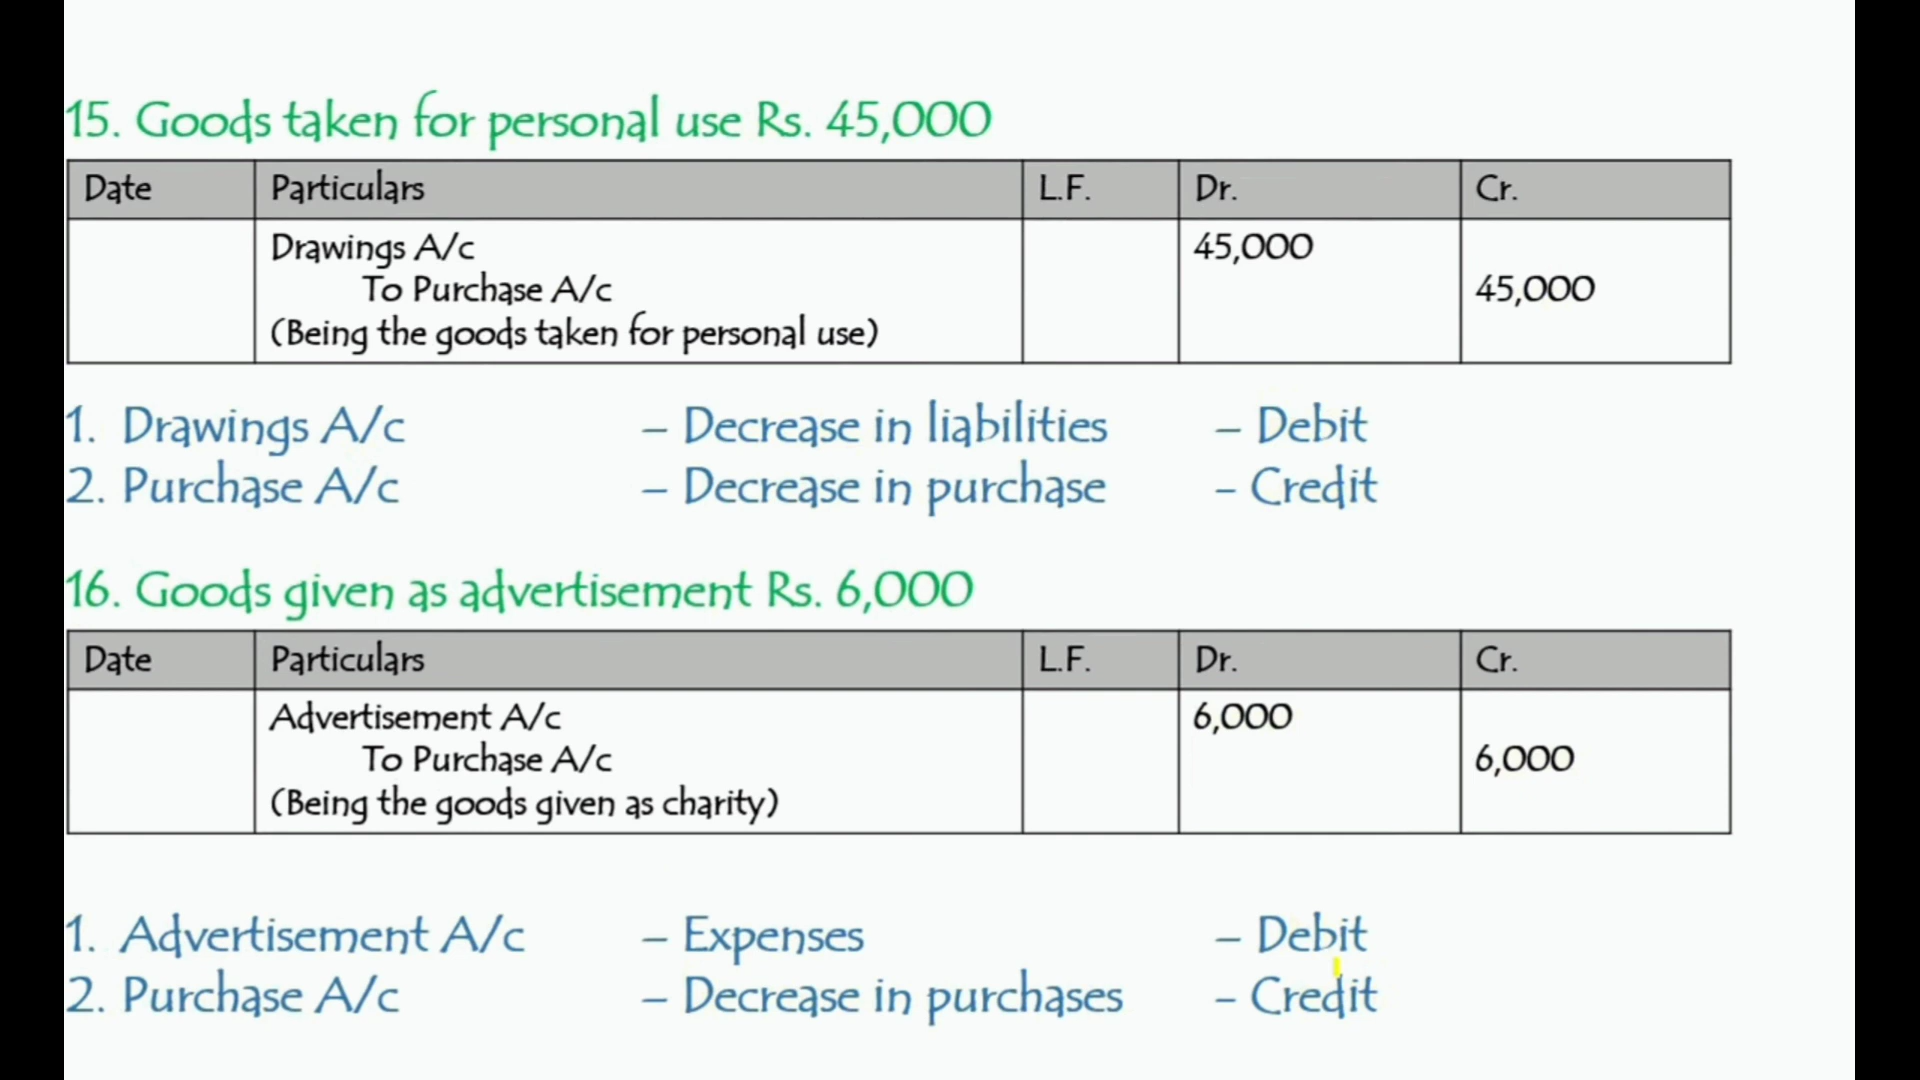 15. Goods taken for personal use Rs. 45,000
Date Particulars L.F. Dr. Cr.
Drawings A/c 45,000
To Purchase A/c 45,000
(Being the goods taken for personal use)
1. Drawings A/c – Decrease in liabilities – Debit
2. Purchase A/c – Decrease in purchase – Credit
16. Goods given as advertisement Rs. 6,000
Date Particulars L.F. Dr. Cr.
Advertisement A/c 6,000
To Purchase A/c 6,000
(Being the goods given as charity)
1. Advertisement A/c – Expenses – Debit
2. Purchase A/c – Decrease in purchases – Credit